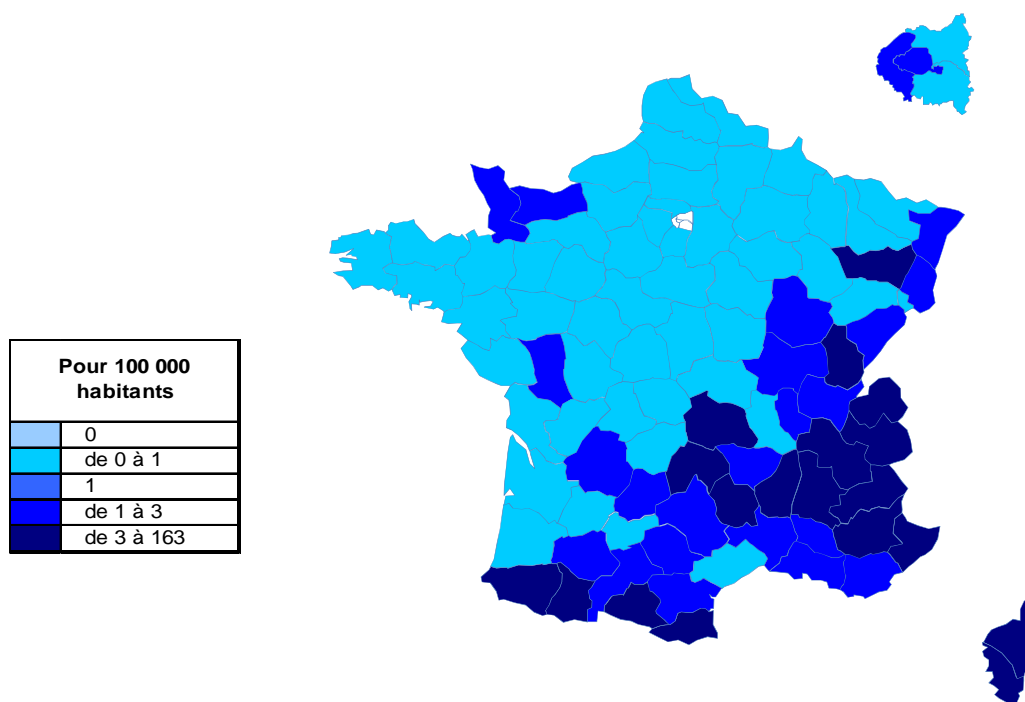 Pour 100 000
habitants
0
de 0 à 1
1
de 1 à 3
de 3 à 163